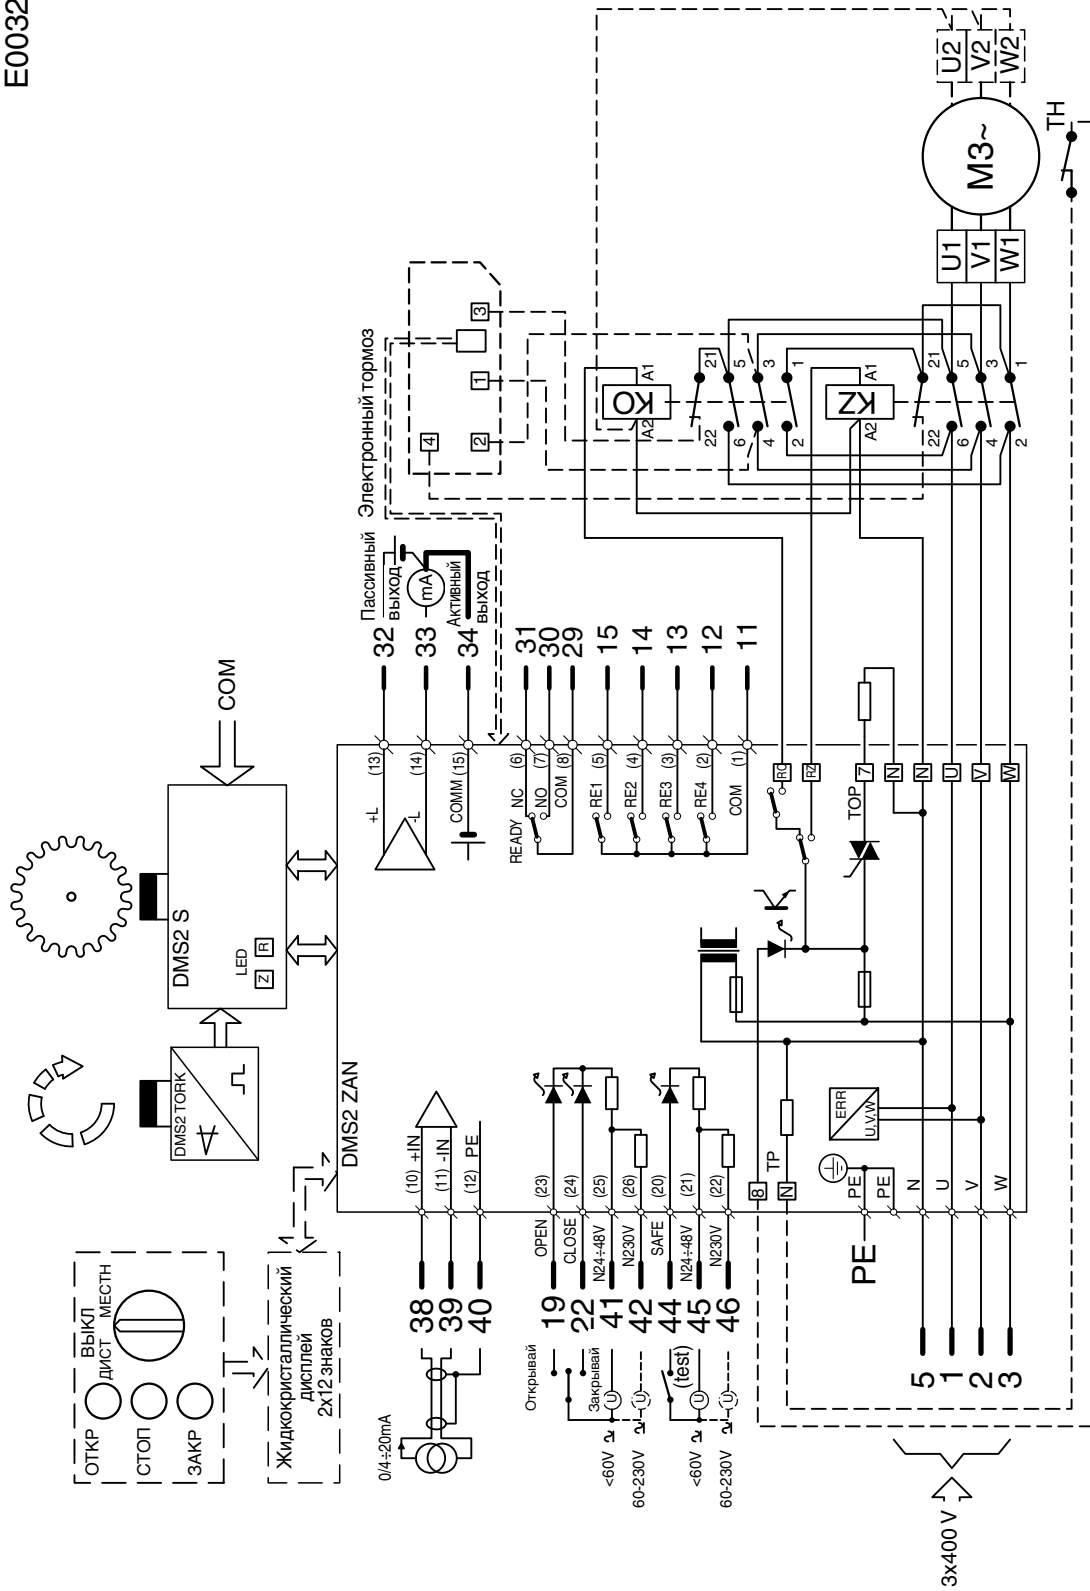 E0032
ОТКР
СТОП
ЗАКР
ВЫКЛ
ДИСТ
МЕСТН
Жидкокристаллический
дисплей
2x12 знаков
DMS2 TORK
DMS2 S
LED
Z
R
COM
DMS2 ZAN
0/4÷20mA
38
39
40
(10) +IN
(11) -IN
(12) PE
+L
-L
COMM
(13)
(14)
(15)
32
33
34
Пассивный
выход
mA
Активный
выход
Электронный тормоз
4
2
1
3
Открывай
Закрывай
<60V
60-230V
U
U
(test)
<60V
60-230V
U
U
19
22
41
42
44
45
46
OPEN
CLOSE
N24÷48V
N230V
SAFE
N24÷48V
N230V
(23)
(24)
(25)
(26)
(20)
(21)
(22)
READY
NC
NO
COM
(6)
(7)
(8)
31
30
29
RE1
RE2
RE3
RE4
COM
(5)
(4)
(3)
(2)
(1)
15
14
13
12
11
8
N
TP
RO
RZ
TOP
7
N
N
U
V
W
ERR
U,V,W
PE
PE
PE
N
U
V
W
5
1
2
3
3x400 V
KO
A1
A2
21
5
3
1
22
6
4
2
KZ
A1
A2
21
5
3
1
22
6
4
2
U1
V1
W1
M3~
U2
V2
W2
TH